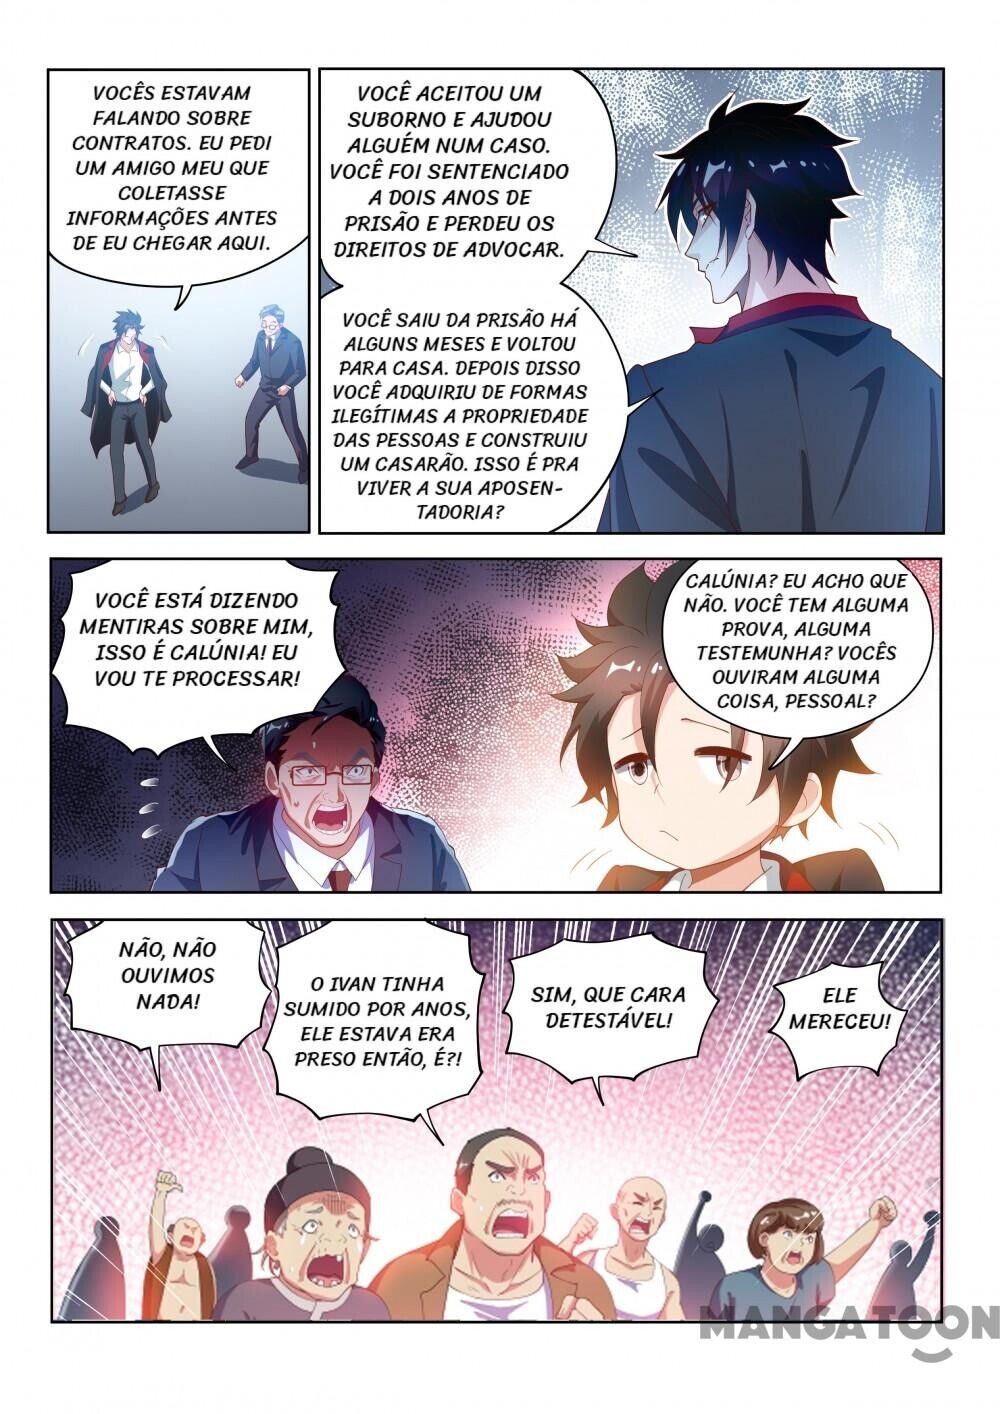 VOCÊS ESTAVAM
FALANDO SOBRE
CONTRATOS. EU PEDI
UM AMIGO MEU QUE
COLETASSE
INFORMAÇÕES ANTES
DE EU CHEGAR AQUI.
VOCÊ ACEITOU UM
SUBORNO E AJUDOU
ALGUÉM NUM CASO.
VOCÊ FOI SENTENCIADO
A DOIS ANOS DE
PRISÃO E PERDEU OS
DIREITOS DE ADVOCAR.
VOCÊ SAIU DA PRISÃO HÁ
ALGUNS MESES E VOLTOU
PARA CASA. DEPOIS DISSO
VOCÊ ADQUIRIU DE FORMAS
ILEGÍTIMAS A PROPRIEDADE
DAS PESSOAS E CONSTRUIU
UM CASARÃO. ISSO É PRA
VIVER A SUA APOSEN-
TADORIA?
VOCÊ ESTÁ DIZENDO
MENTIRAS SOBRE MIM,
ISSO É CALÚNIA! EU
VOU TE PROCESSAR!
CALÚNIA? EU ACHO QUE
NÃO. VOCÊ TEM ALGUMA
PROVA, ALGUMA
TESTEMUNHA? VOCÊS
OUVIRAM ALGUMA
COISA, PESSOAL?
NÃO, NÃO
OUVIMOS
NADA!
O IVAN TINHA
SUMIDO POR ANOS,
ELE ESTAVA ERA
PRESO ENTÃO, É?!
SIM, QUE CARA
DETESTÁVEL!
ELE
MERECEU!
MANGATOON